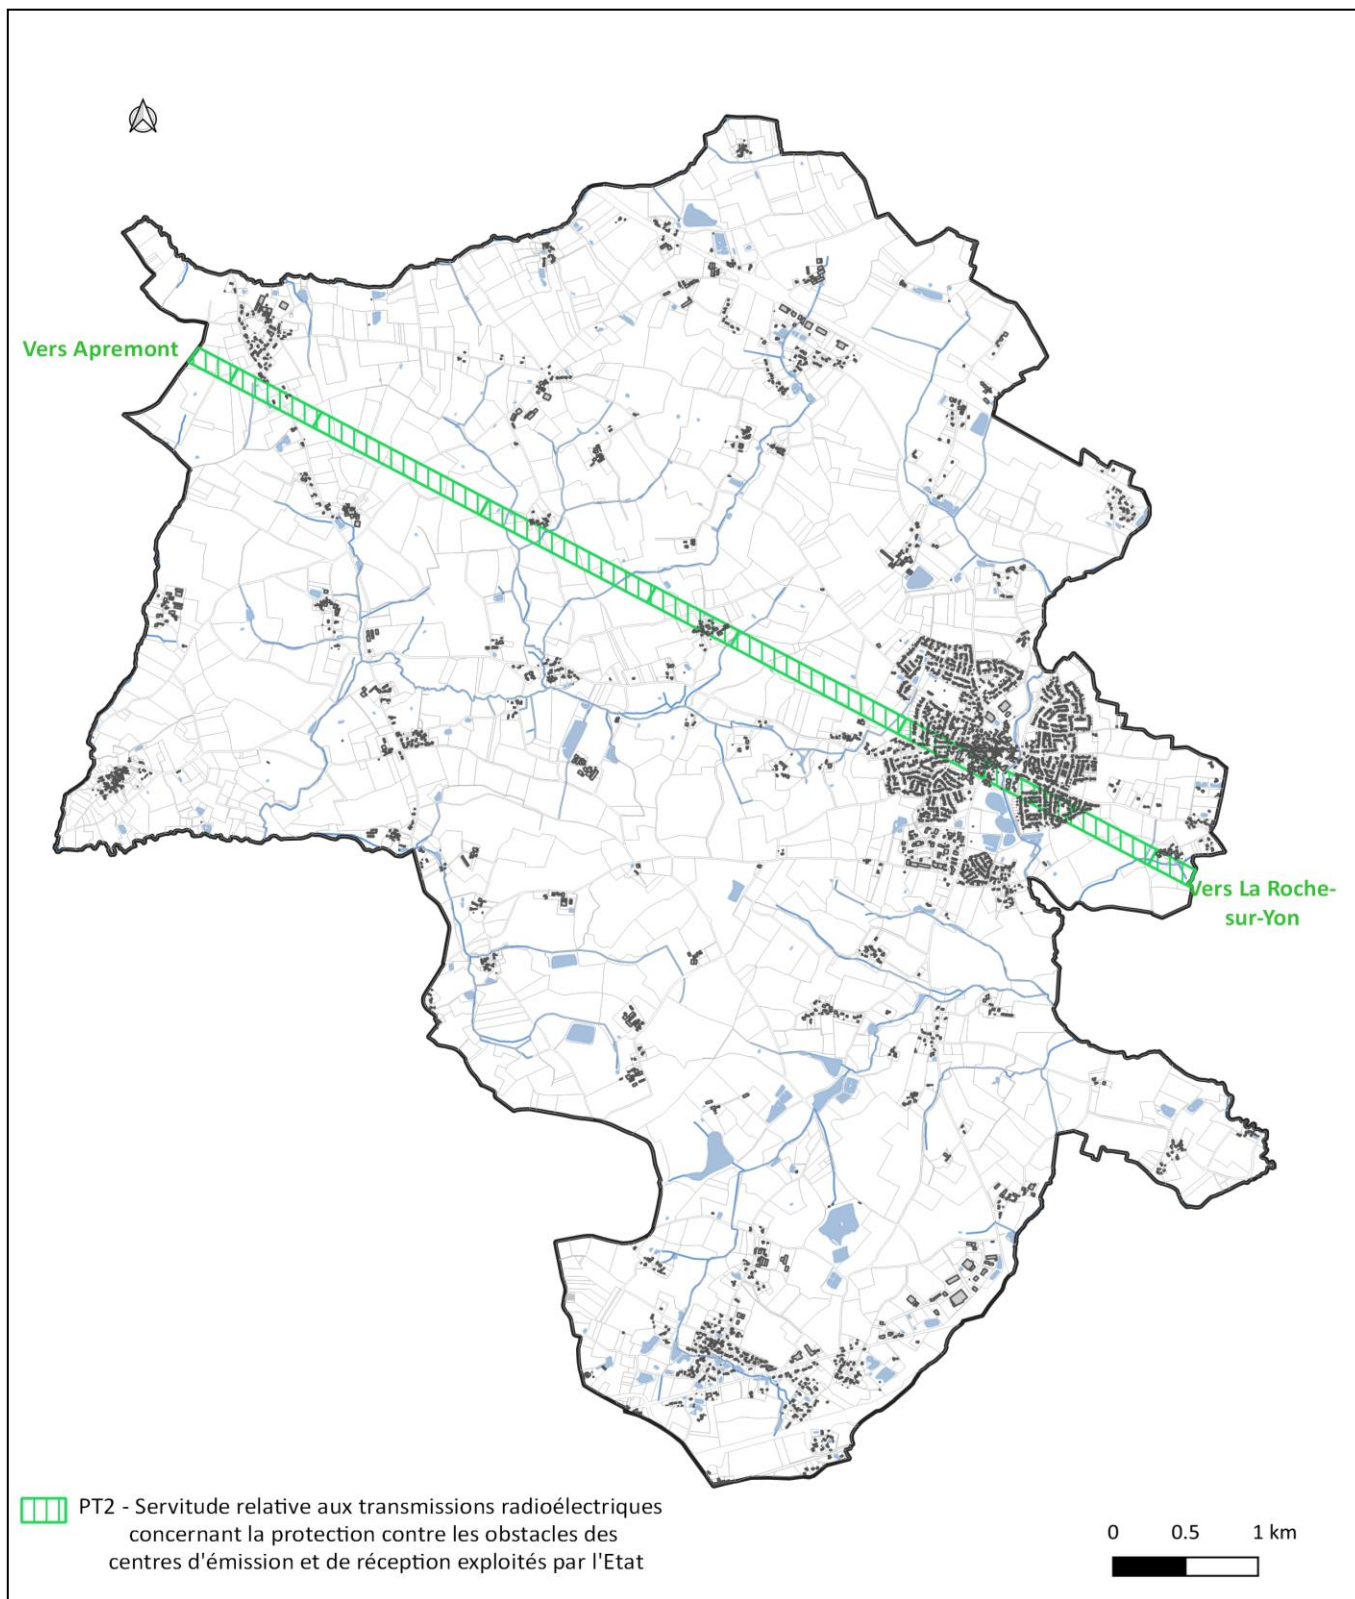 Vers Apremont
Vers La Roche-
sur-Yon
PT2 - Servitude relative aux transmissions radioélectriques
concernant la protection contre les obstacles des
centres d'émission et de réception exploités par l'Etat
0 0.5 1 km